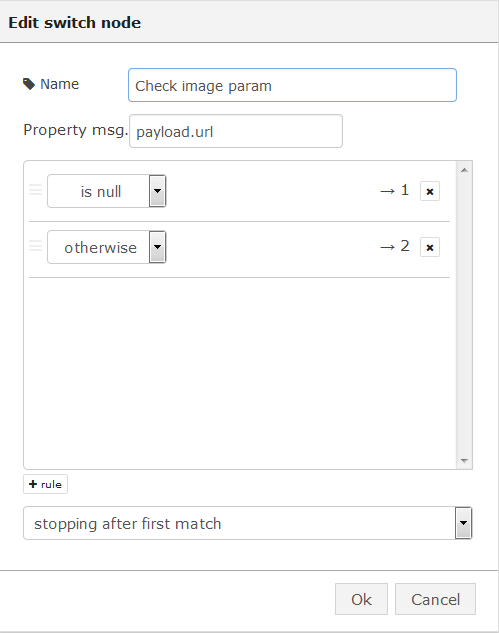 Edit switch node
Name Check image param
Property msg. payload.url
is null → 1
otherwise → 2
+ rule
stopping after first match
Ok Cancel